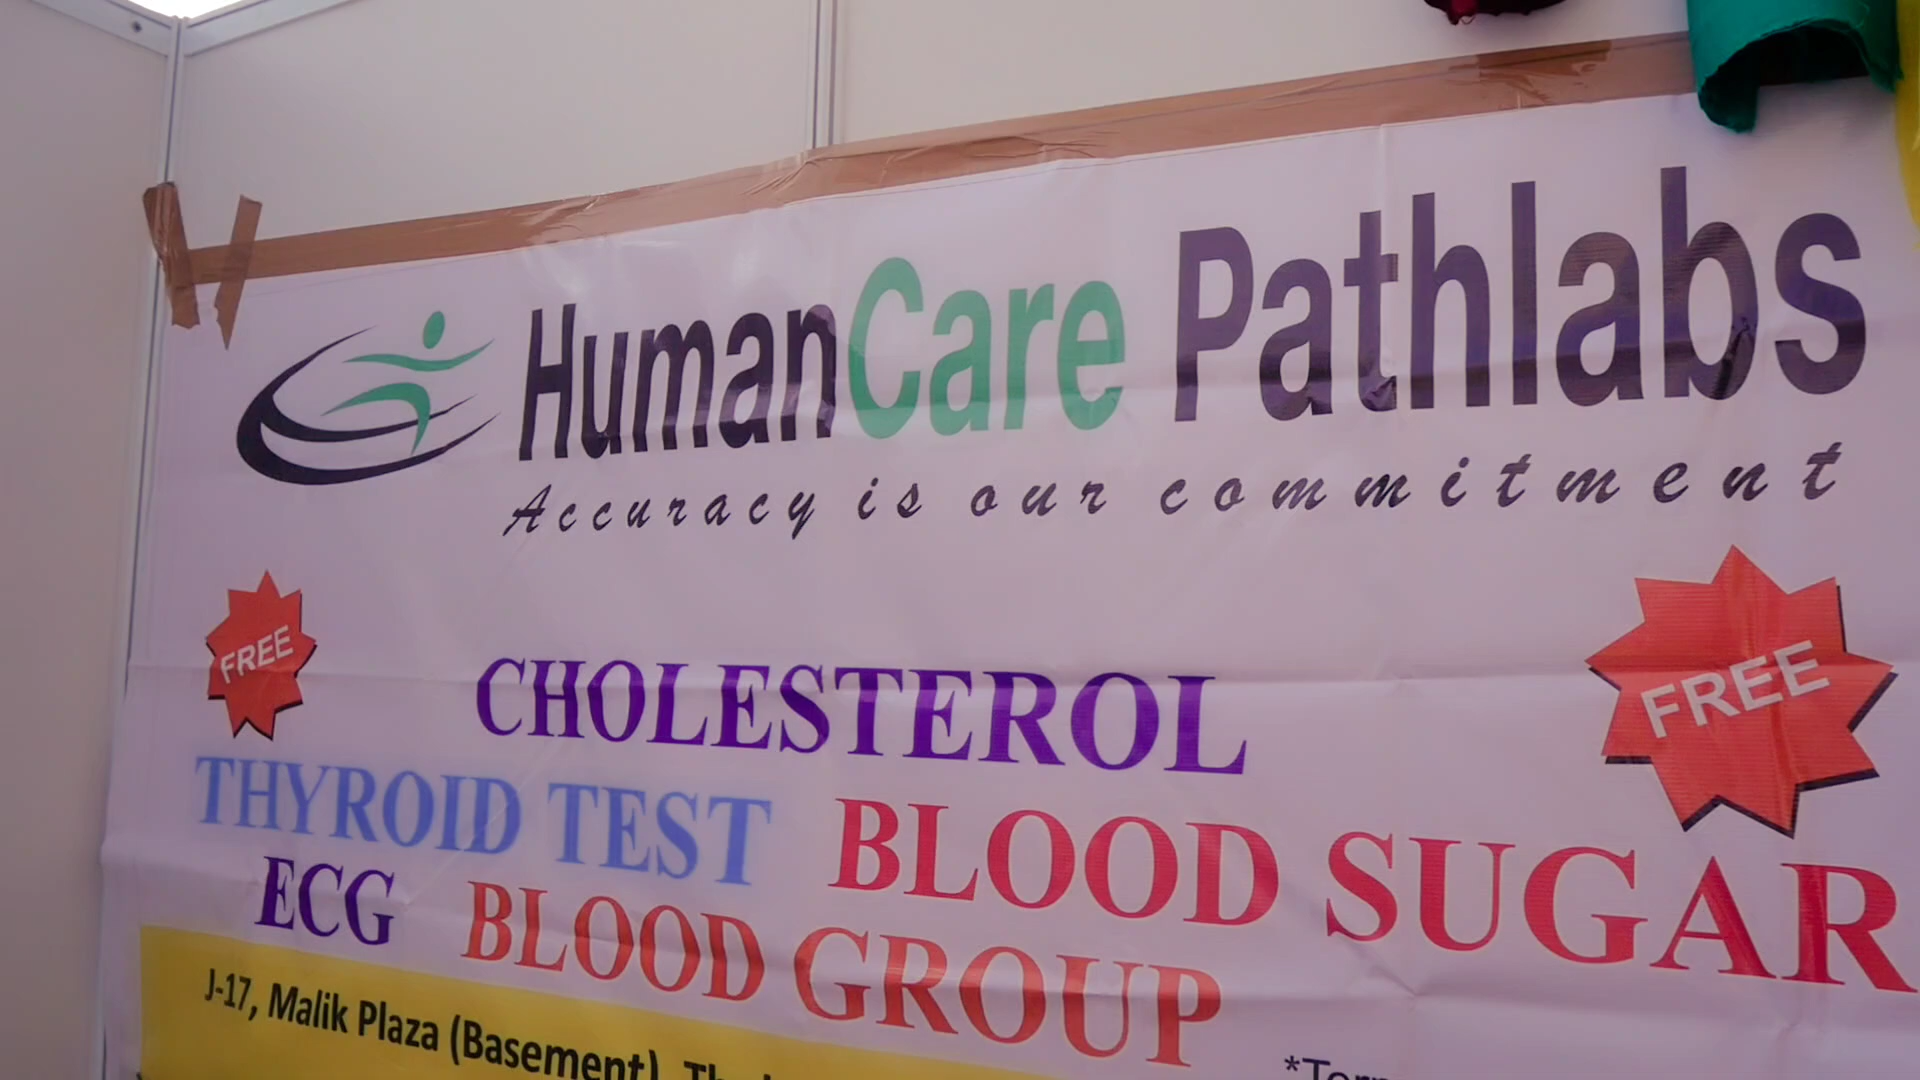 HumanCare Pathlabs
Accuracy is our commitment
FREE
FREE
CHOLESTEROL
THYROID TEST BLOOD SUGAR
ECG BLOOD GROUP
J-17, Malik Plaza (Basement),